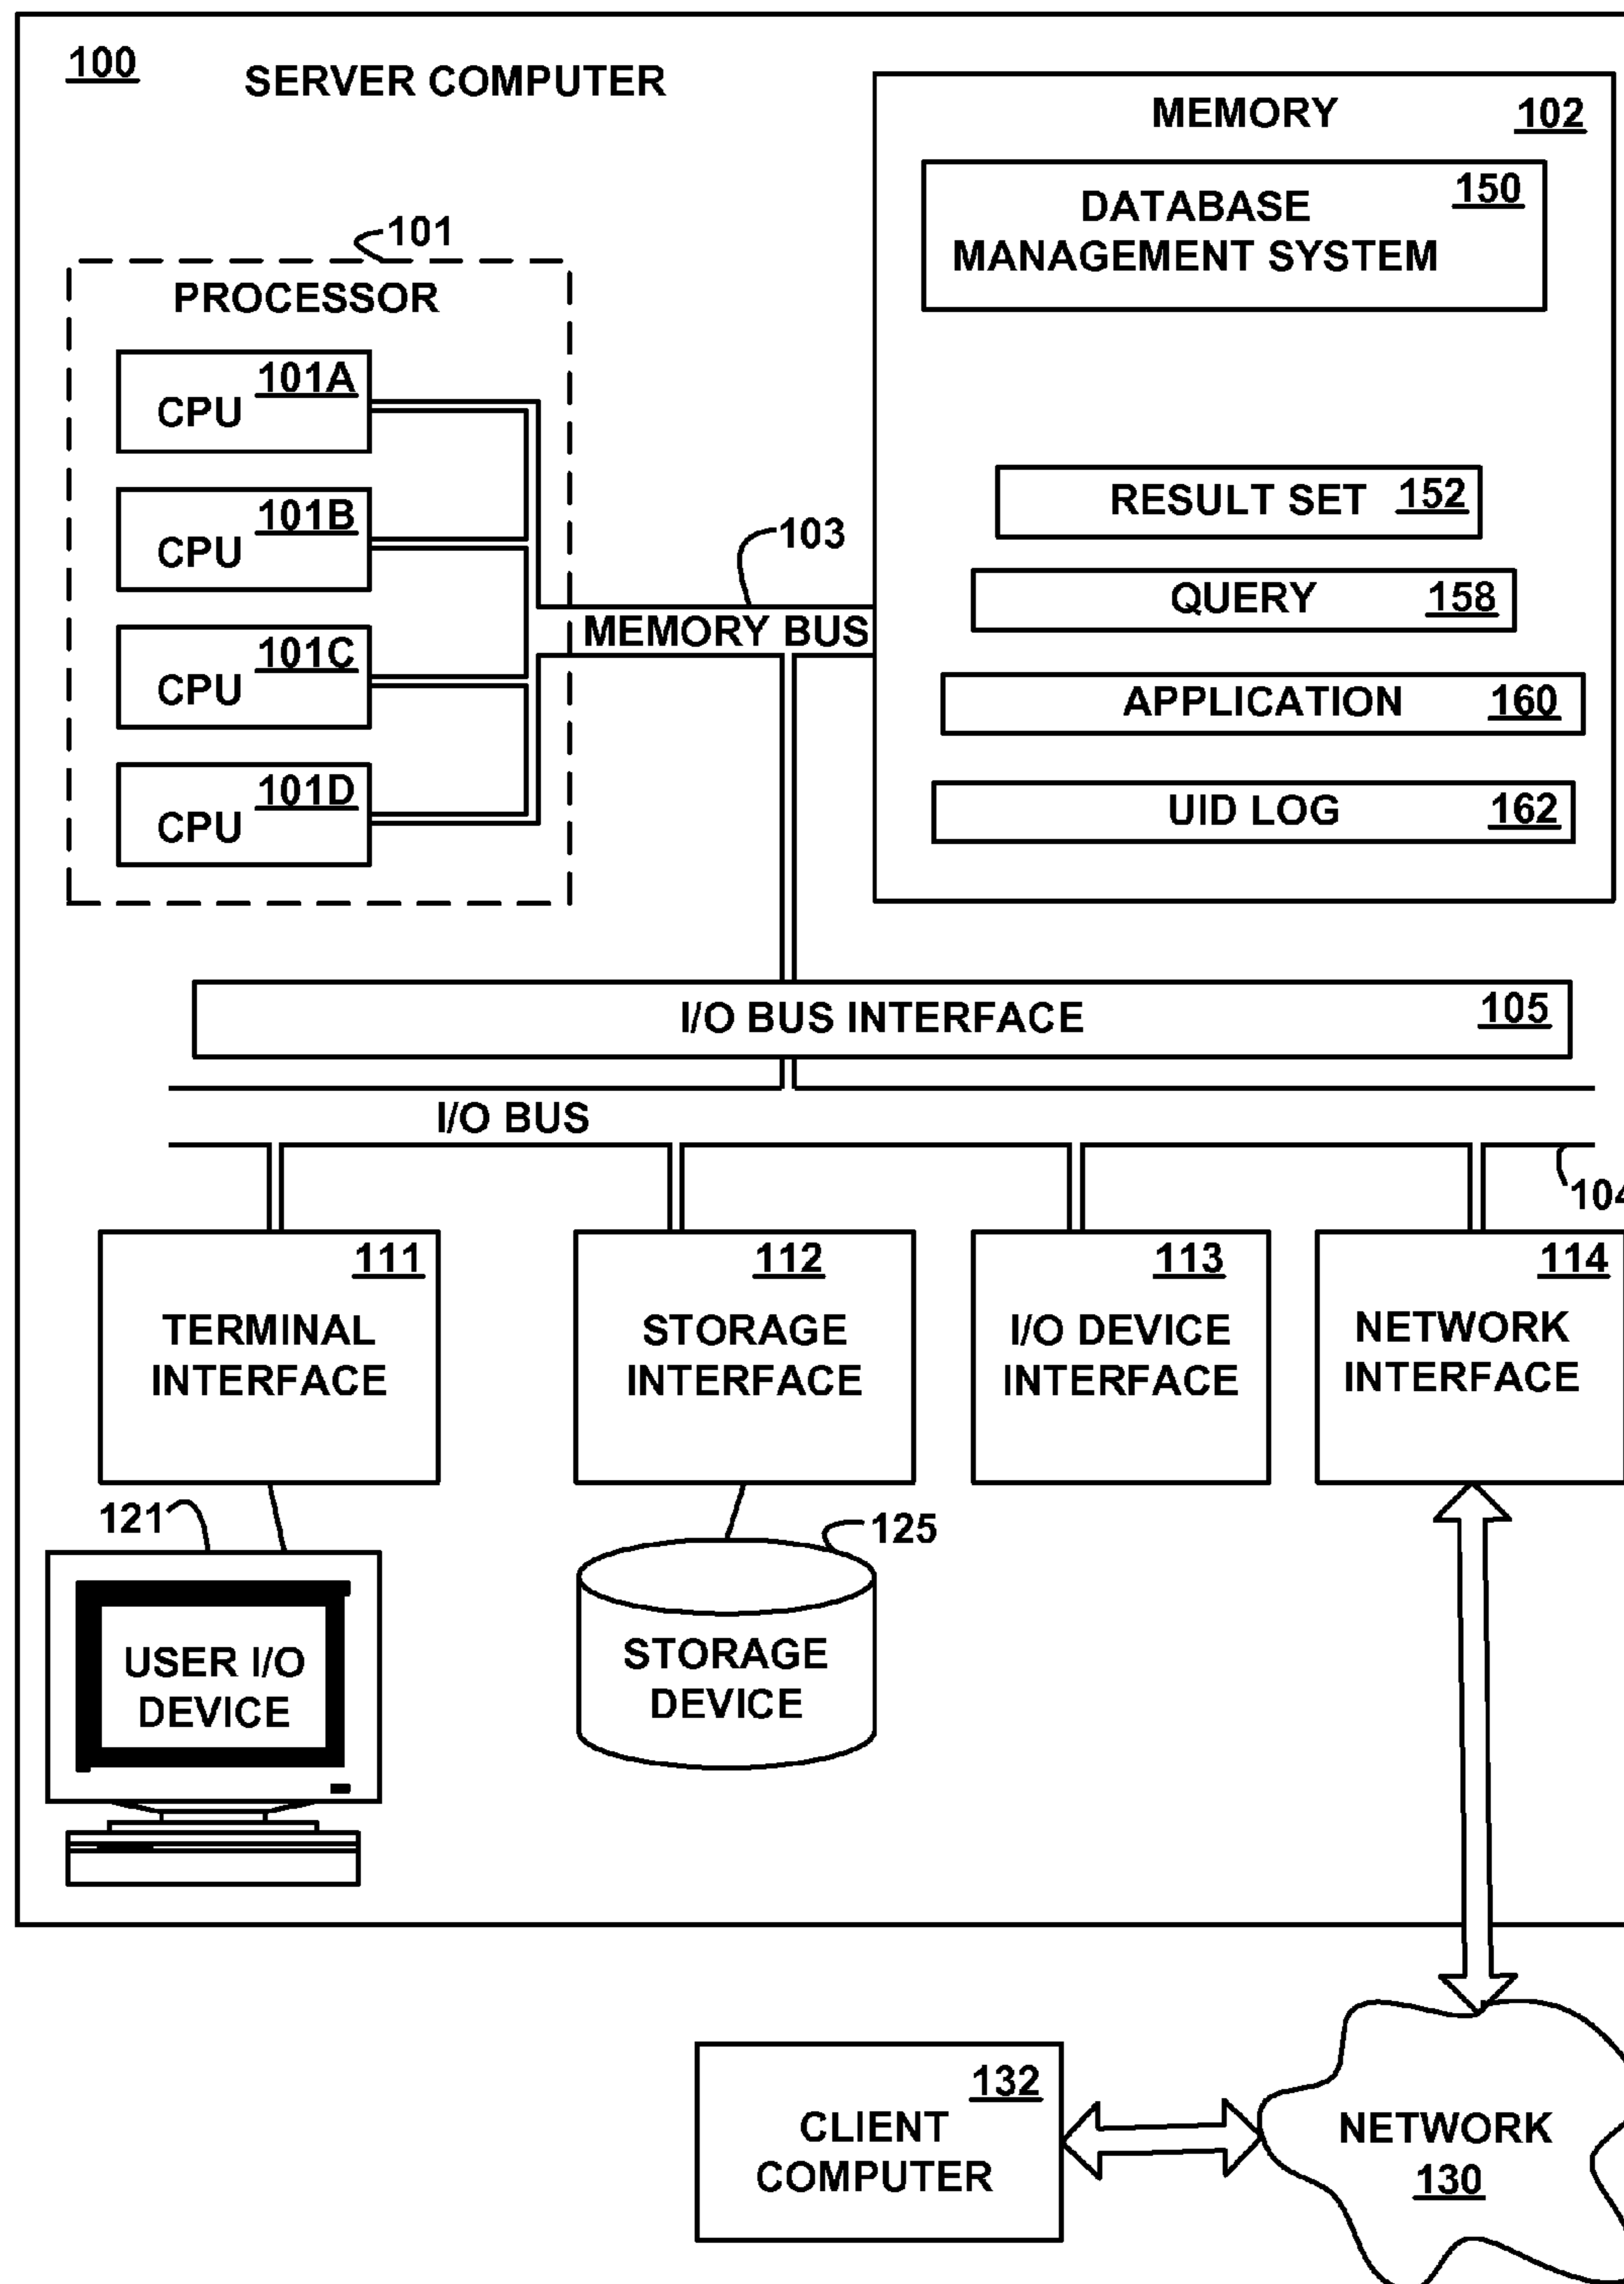 100
SERVER COMPUTER
MEMORY 102
150
DATABASE
MANAGEMENT SYSTEM
101
PROCESSOR
101A
CPU
101B
CPU
101C
CPU
101D
CPU
103
MEMORY BUS
RESULT SET 152
QUERY 158
APPLICATION 160
UID LOG 162
I/O BUS INTERFACE 105
I/O BUS
104
111
TERMINAL
INTERFACE
112
STORAGE
INTERFACE
113
I/O DEVICE
INTERFACE
114
NETWORK
INTERFACE
121
USER I/O
DEVICE
125
STORAGE
DEVICE
132
CLIENT
COMPUTER
NETWORK
130